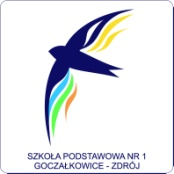 SZKOŁA PODSTAWOWA NR 1
GOCZAŁKOWICE - ZDRÓJ